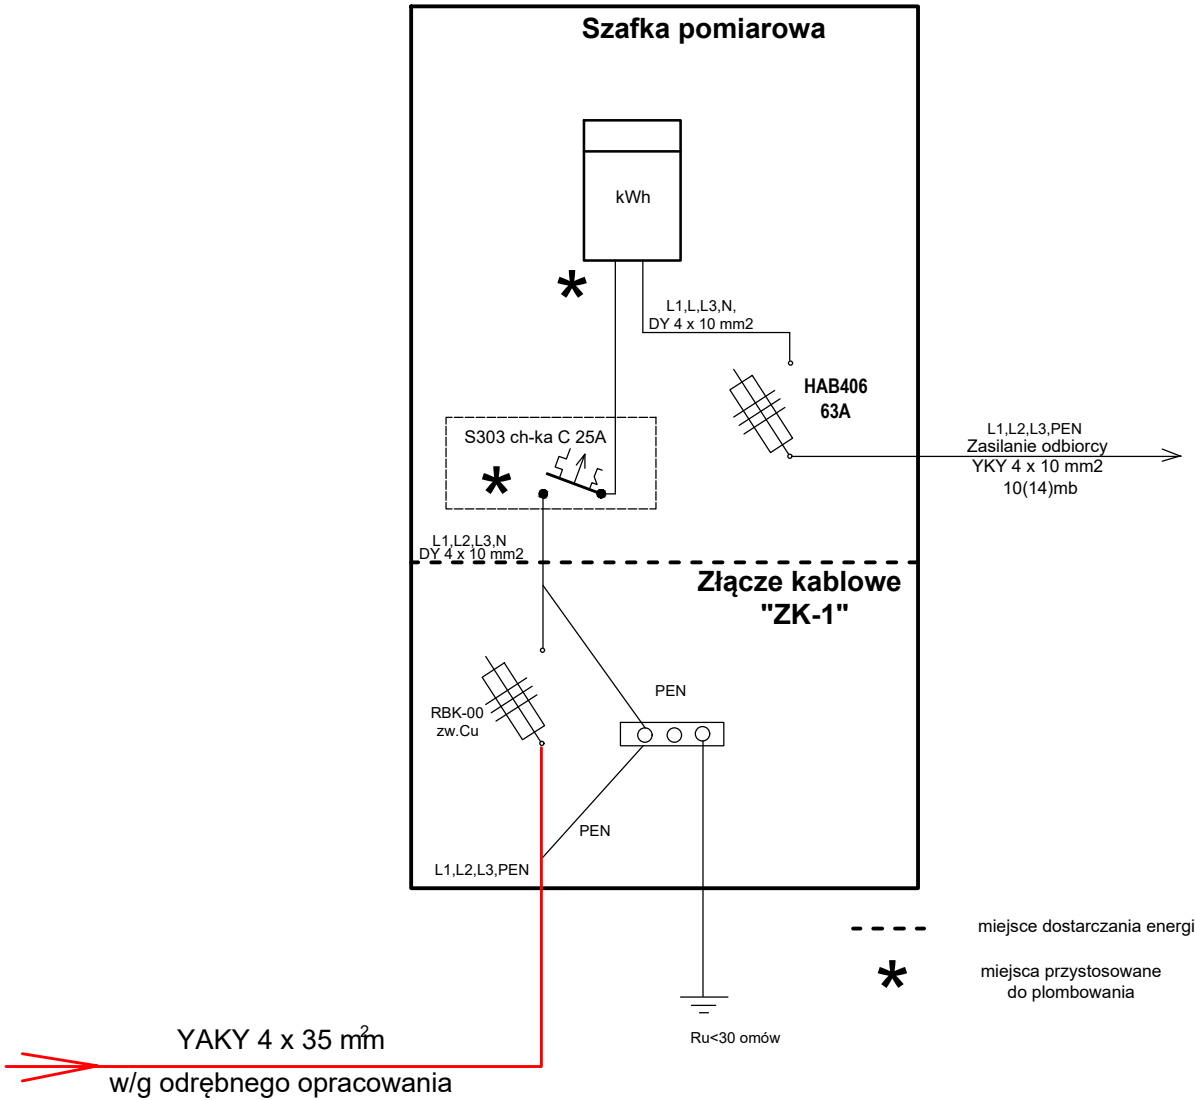 Szafka pomiarowa
kWh
L1,L,L3,N,
DY 4 x 10 mm2
HAB406
63A
S303 ch-ka C 25A
L1,L2,L3,PEN
Zasilanie odbiorcy
YKY 4 x 10 mm2
10(14)mb
L1,L2,L3,N
DY 4 x 10 mm2
Złącze kablowe
"ZK-1"
PEN
RBK-00
zw.Cu
PEN
L1,L2,L3,PEN
miejsce dostarczania energi
miejsca przystosowane
do plombowania
Ru<30 omów
YAKY 4 x 35 mm2
w/g odrębnego opracowania